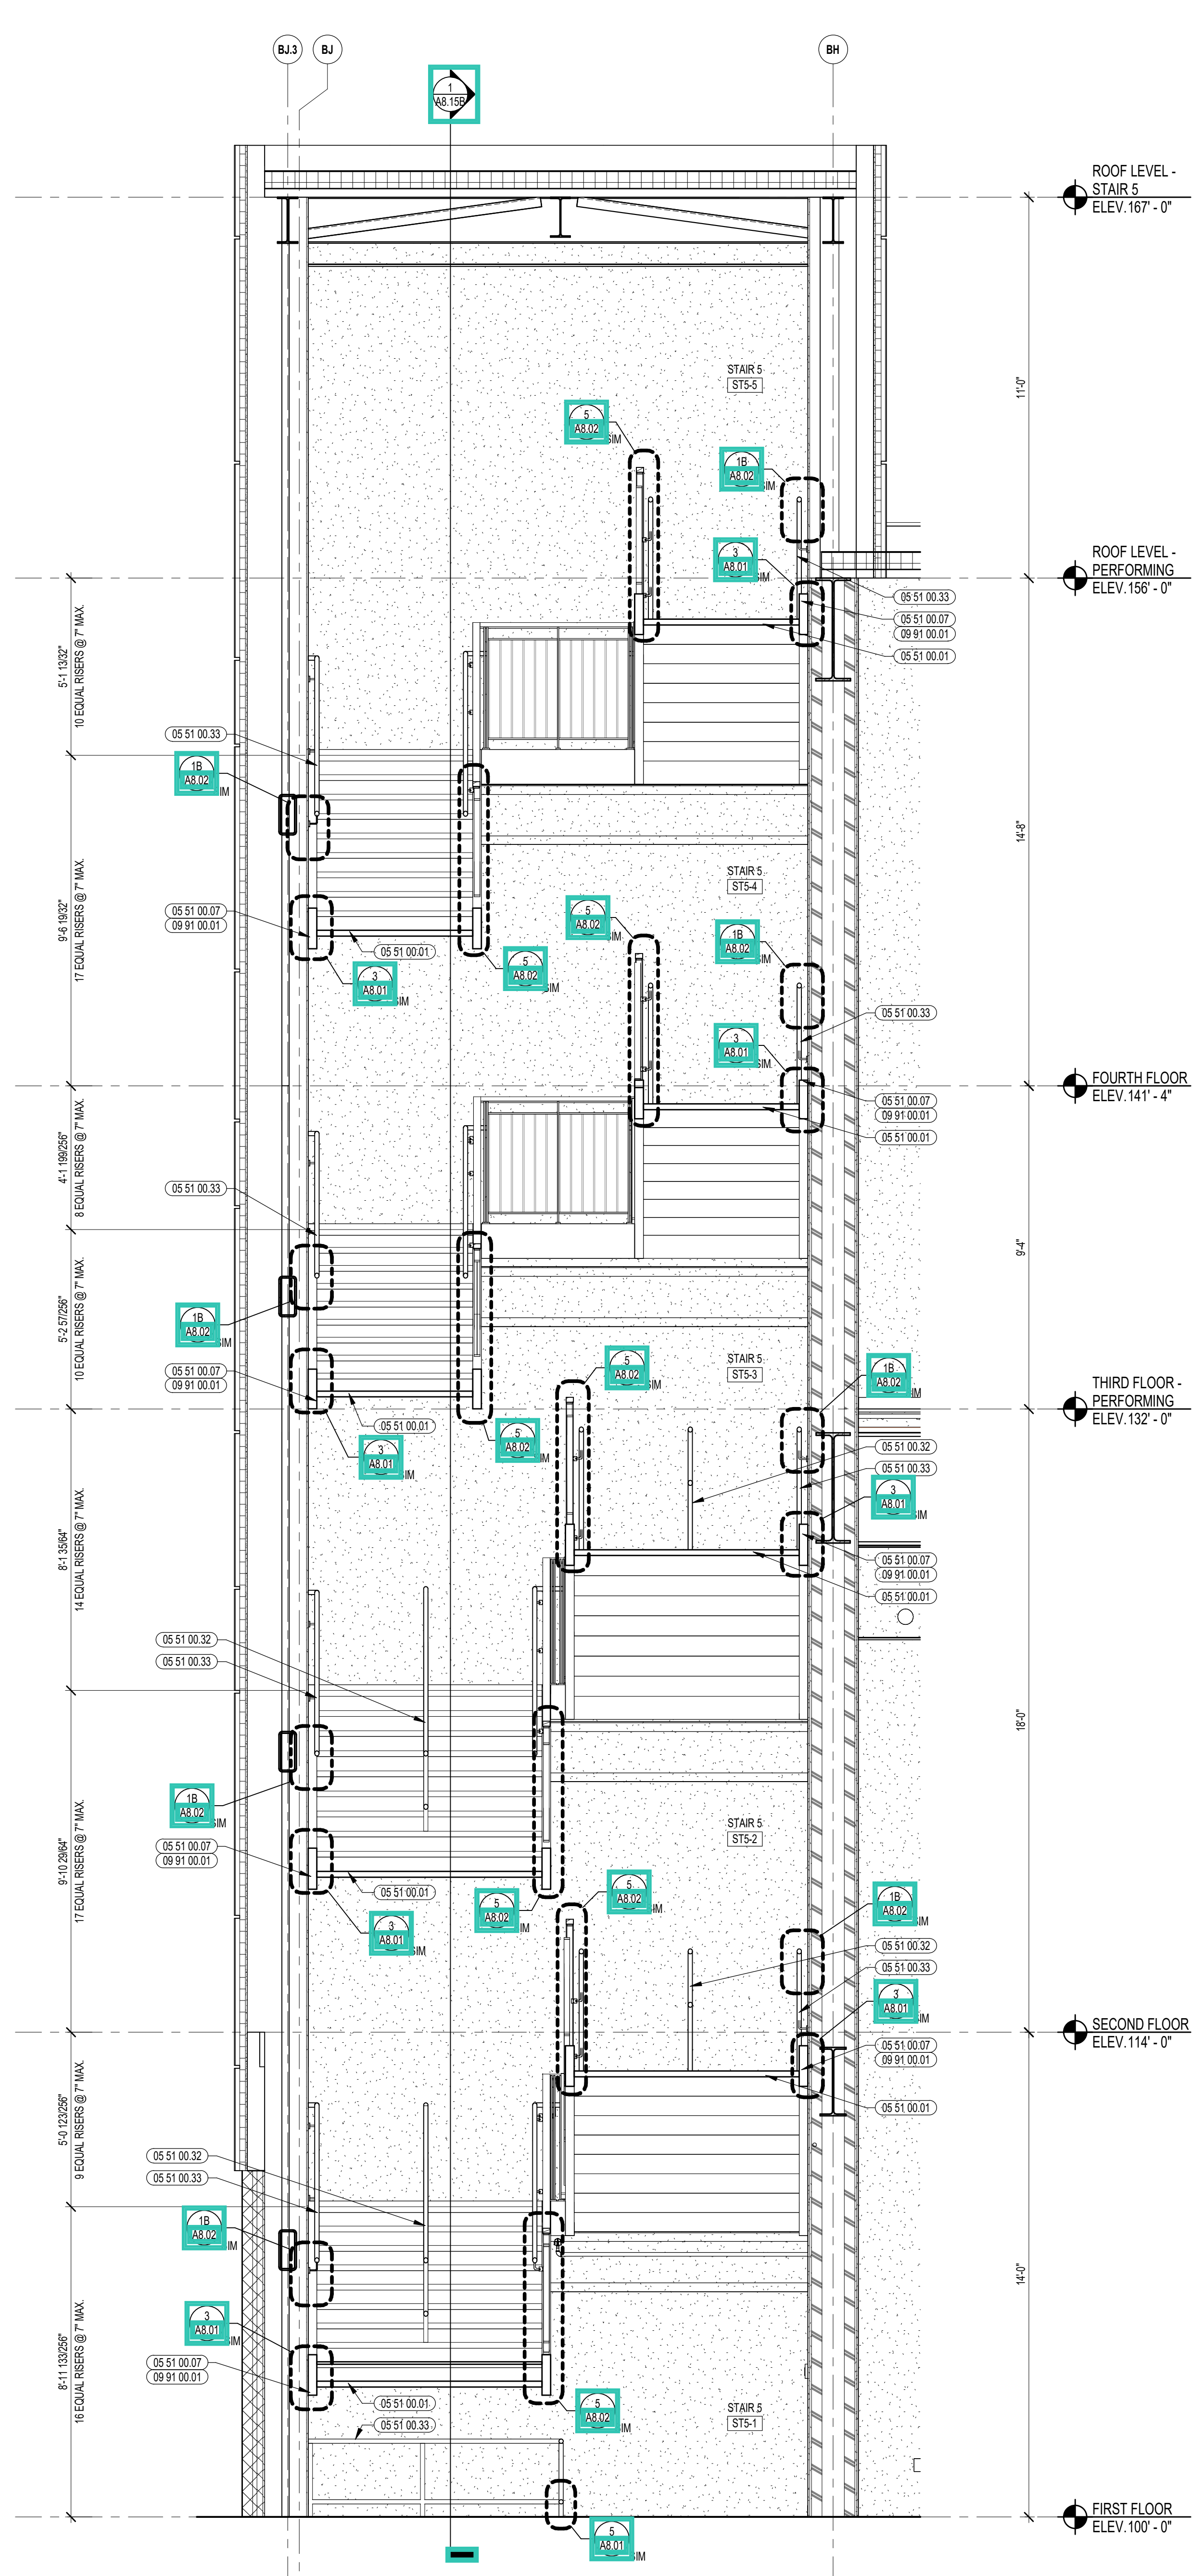 BJ.3
BJ
BH
1
A8.15B
ROOF LEVEL -
STAIR 5
ELEV.167' - 0"
11'-0"
STAIR 5
ST5-5
5
A8.02
SIM
1B
A8.02
SIM
3
A8.01
SIM
ROOF LEVEL -
PERFORMING
ELEV.156' - 0"
05 51 00.33
05 51 00.07
09 91 00.01
05 51 00.01
5'-1 13/32"
10 EQUAL RISERS @ 7" MAX.
05 51 00.33
1B
A8.02
IM
14'-8"
STAIR 5
ST5-4
9'-6 19/32"
17 EQUAL RISERS @ 7" MAX.
05 51 00.07
09 91 00.01
05 51 00.01
5
A8.02
SIM
1B
A8.02
SIM
3
A8.01
SIM
5
A8.02
SIM
05 51 00.33
3
A8.01
SIM
FOURTH FLOOR
ELEV.141' - 4"
05 51 00.07
09 91 00.01
05 51 00.01
4'-1 199/256"
8 EQUAL RISERS @ 7" MAX.
05 51 00.33
9'-4"
5'-2 57/256"
10 EQUAL RISERS @ 7" MAX.
1B
A8.02
SIM
STAIR 5
ST5-3
5
A8.02
SIM
1B
A8.02
SIM
05 51 00.07
09 91 00.01
05 51 00.01
THIRD FLOOR -
PERFORMING
ELEV.132' - 0"
3
A8.01
SIM
5
A8.02
SIM
05 51 00.32
05 51 00.33
3
A8.01
SIM
05 51 00.07
09 91 00.01
05 51 00.01
8'-1 35/64"
14 EQUAL RISERS @ 7" MAX.
05 51 00.32
05 51 00.33
18'-0"
1B
A8.02
SIM
STAIR 5
ST5-2
9'-10 29/64"
17 EQUAL RISERS @ 7" MAX.
05 51 00.07
09 91 00.01
05 51 00.01
5
A8.02
IM
5
A8.02
SIM
1B
A8.02
SIM
3
A8.01
SIM
05 51 00.32
05 51 00.33
3
A8.01
SIM
SECOND FLOOR
ELEV.114' - 0"
05 51 00.07
09 91 00.01
05 51 00.01
5'-0 123/256"
9 EQUAL RISERS @ 7" MAX.
05 51 00.32
05 51 00.33
1B
A8.02
IM
14'-0"
8'-11 133/256"
16 EQUAL RISERS @ 7" MAX.
3
A8.01
SIM
05 51 00.07
09 91 00.01
05 51 00.01
05 51 00.33
5
A8.02
SIM
STAIR 5
ST5-1
5
A8.01
IM
FIRST FLOOR
ELEV.100' - 0"